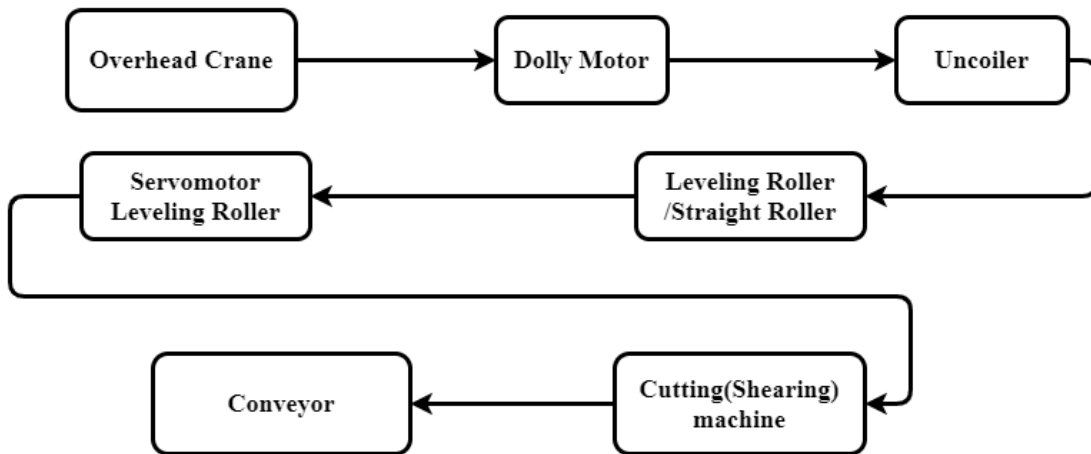 Overhead Crane
Dolly Motor
Uncoiler
Leveling Roller
/Straight Roller
Servomotor
Leveling Roller
Cutting(Shearing)
machine
Conveyor